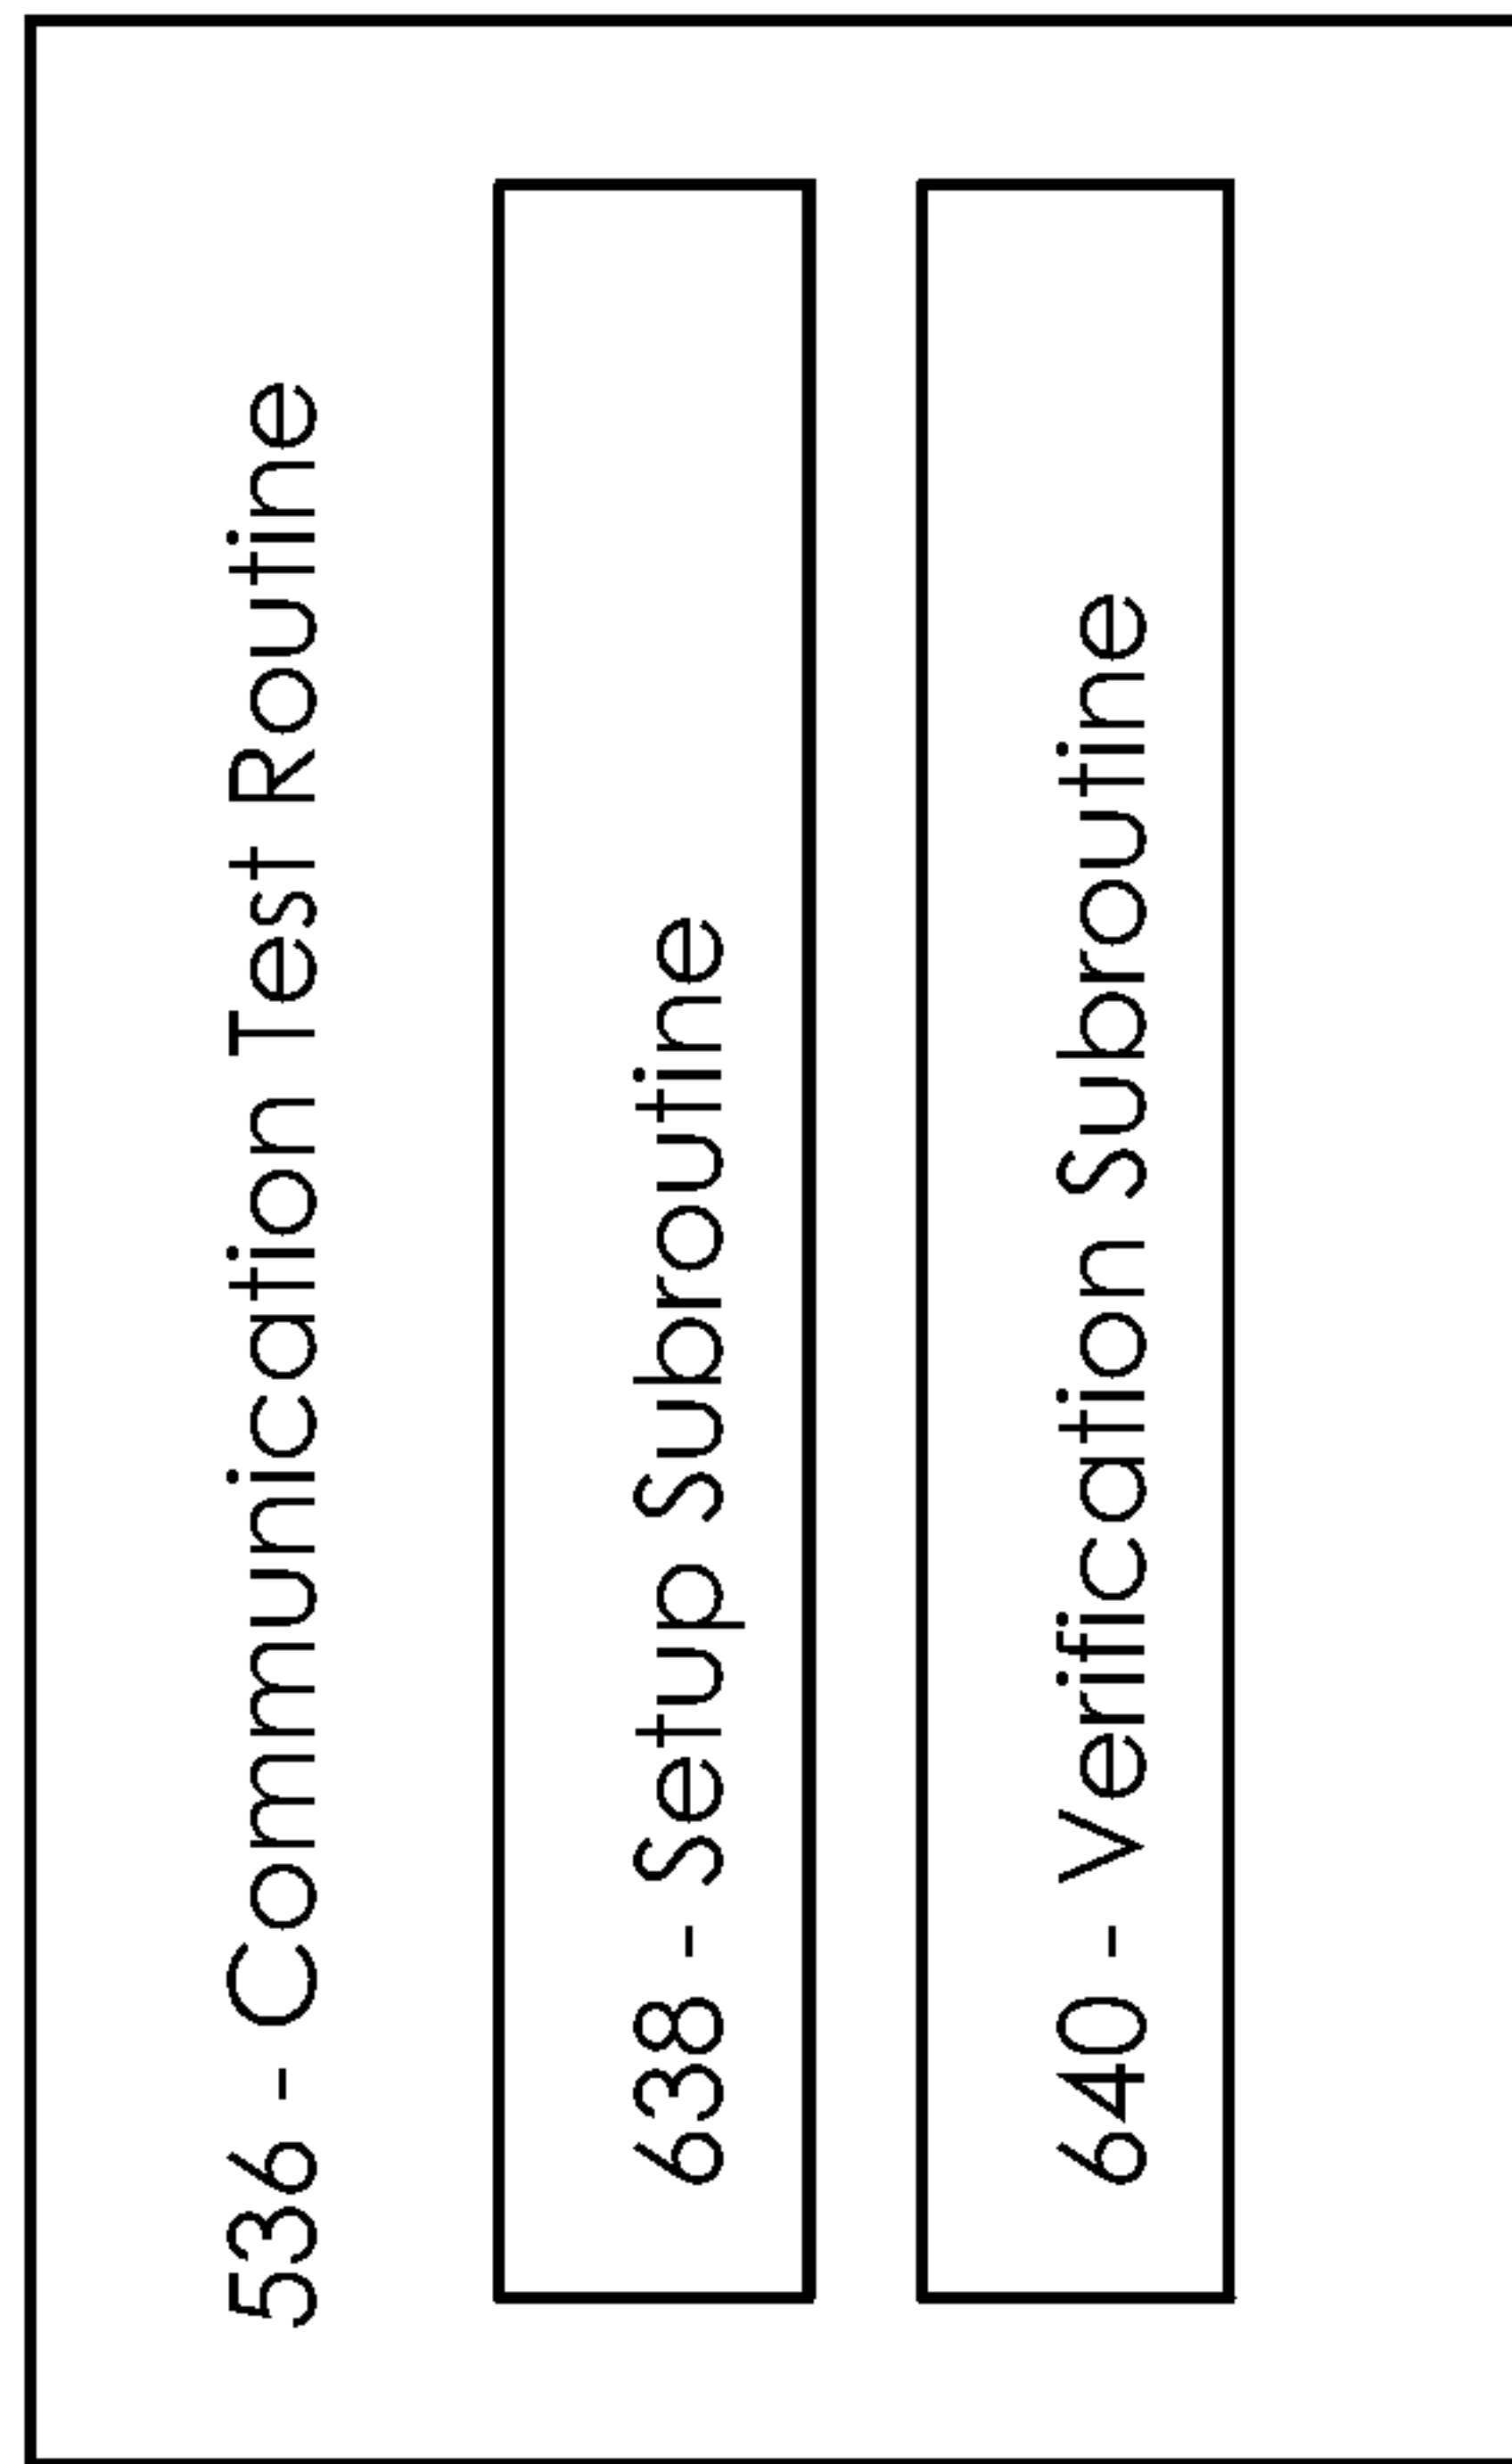 536 - Communication Test Routine
638 - Setup Subroutine
640 - Verification Subroutine